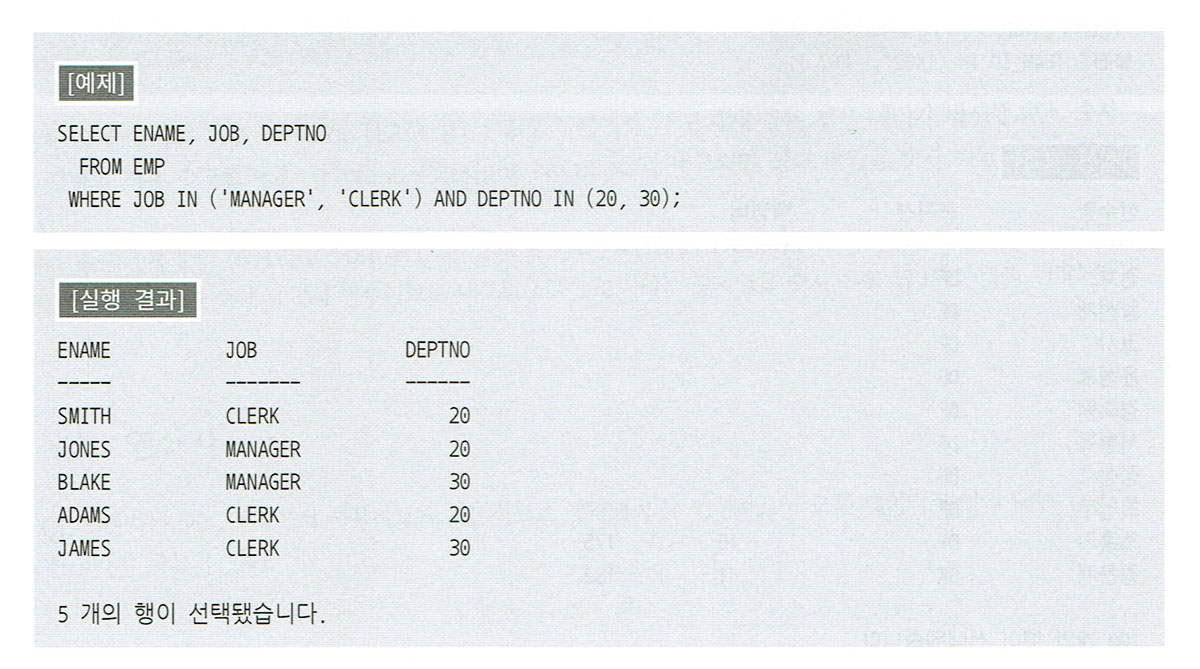 [예제]
SELECT ENAME, JOB, DEPTNO
FROM EMP
WHERE JOB IN ('MANAGER', 'CLERK') AND DEPTNO IN (20, 30);
[실행 결과]
ENAME JOB DEPTNO
----- ------- ------
SMITH CLERK 20
JONES MANAGER 20
BLAKE MANAGER 30
ADAMS CLERK 20
JAMES CLERK 30
5 개의 행이 선택됐습니다.